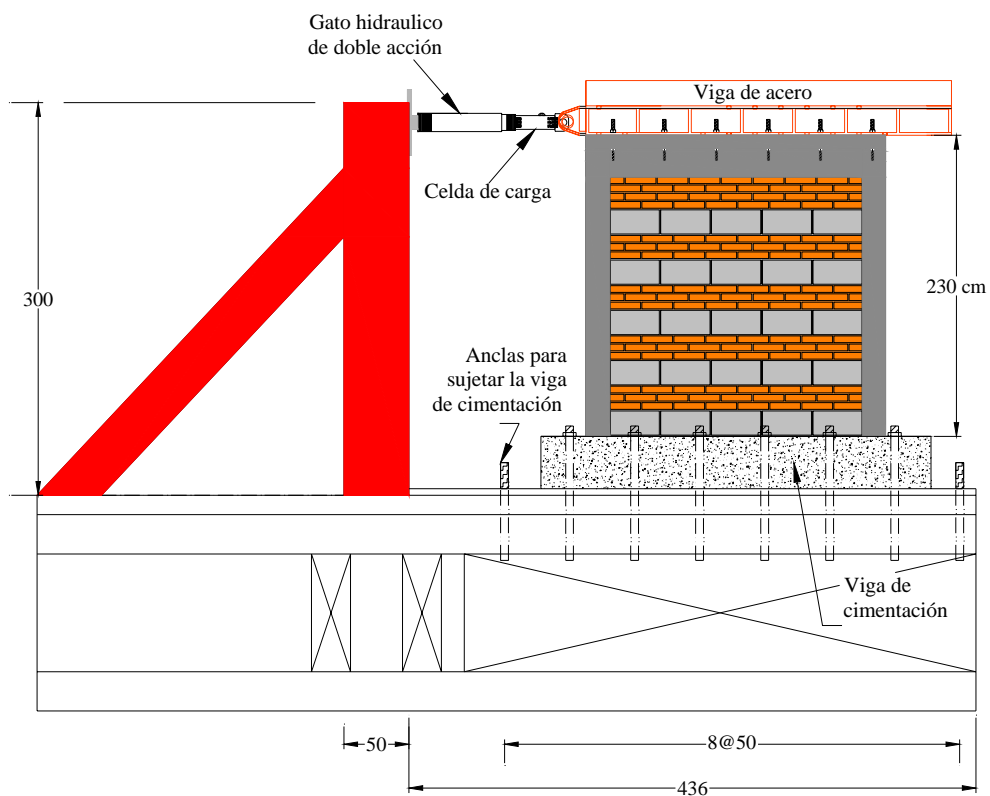 Gato hidraulico
de doble acción
Viga de acero
Celda de carga
300
230 cm
Anclas para
sujetar la viga
de cimentación
Viga de
cimentación
50
8@50
436